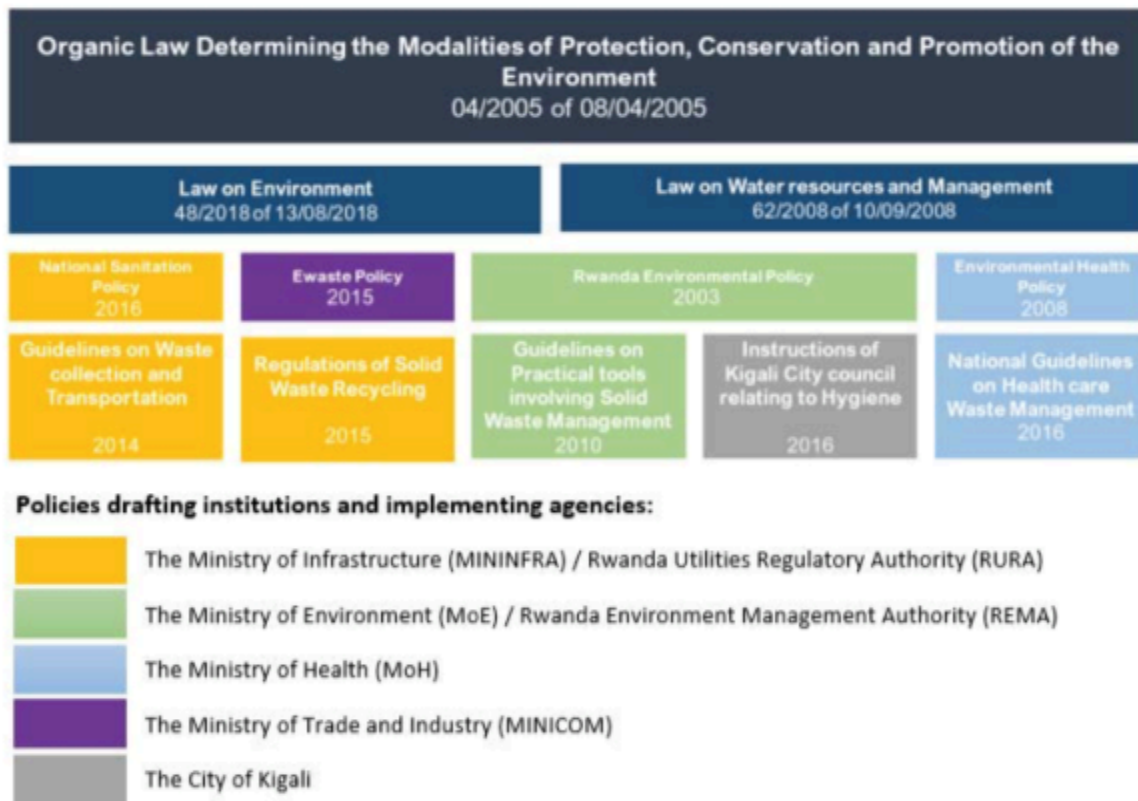 Organic Law Determining the Modalities of Protection, Conservation and Promotion of the
Environment
04/2005 of 08/04/2005
Law on Environment
48/2018 of 13/08/2018
Law on Water resources and Management
62/2008 of 10/09/2008
National Sanitation
Policy
2016
Ewaste Policy
2015
Rwanda Environmental Policy
2003
Environmental Health
Policy
2008
Guidelines on Waste
collection and
Transportation
2014
Regulations of Solid
Waste Recycling
2015
Guidelines on
Practical tools
involving Solid
Waste Management
2010
Instructions of
Kigali City council
relating to Hygiene
2016
National Guidelines
on Health care
Waste Management
2016
Policies drafting institutions and implementing agencies:
The Ministry of Infrastructure (MININFRA) / Rwanda Utilities Regulatory Authority (RURA)
The Ministry of Environment (MoE) / Rwanda Environment Management Authority (REMA)
The Ministry of Health (MoH)
The Ministry of Trade and Industry (MINICOM)
The City of Kigali